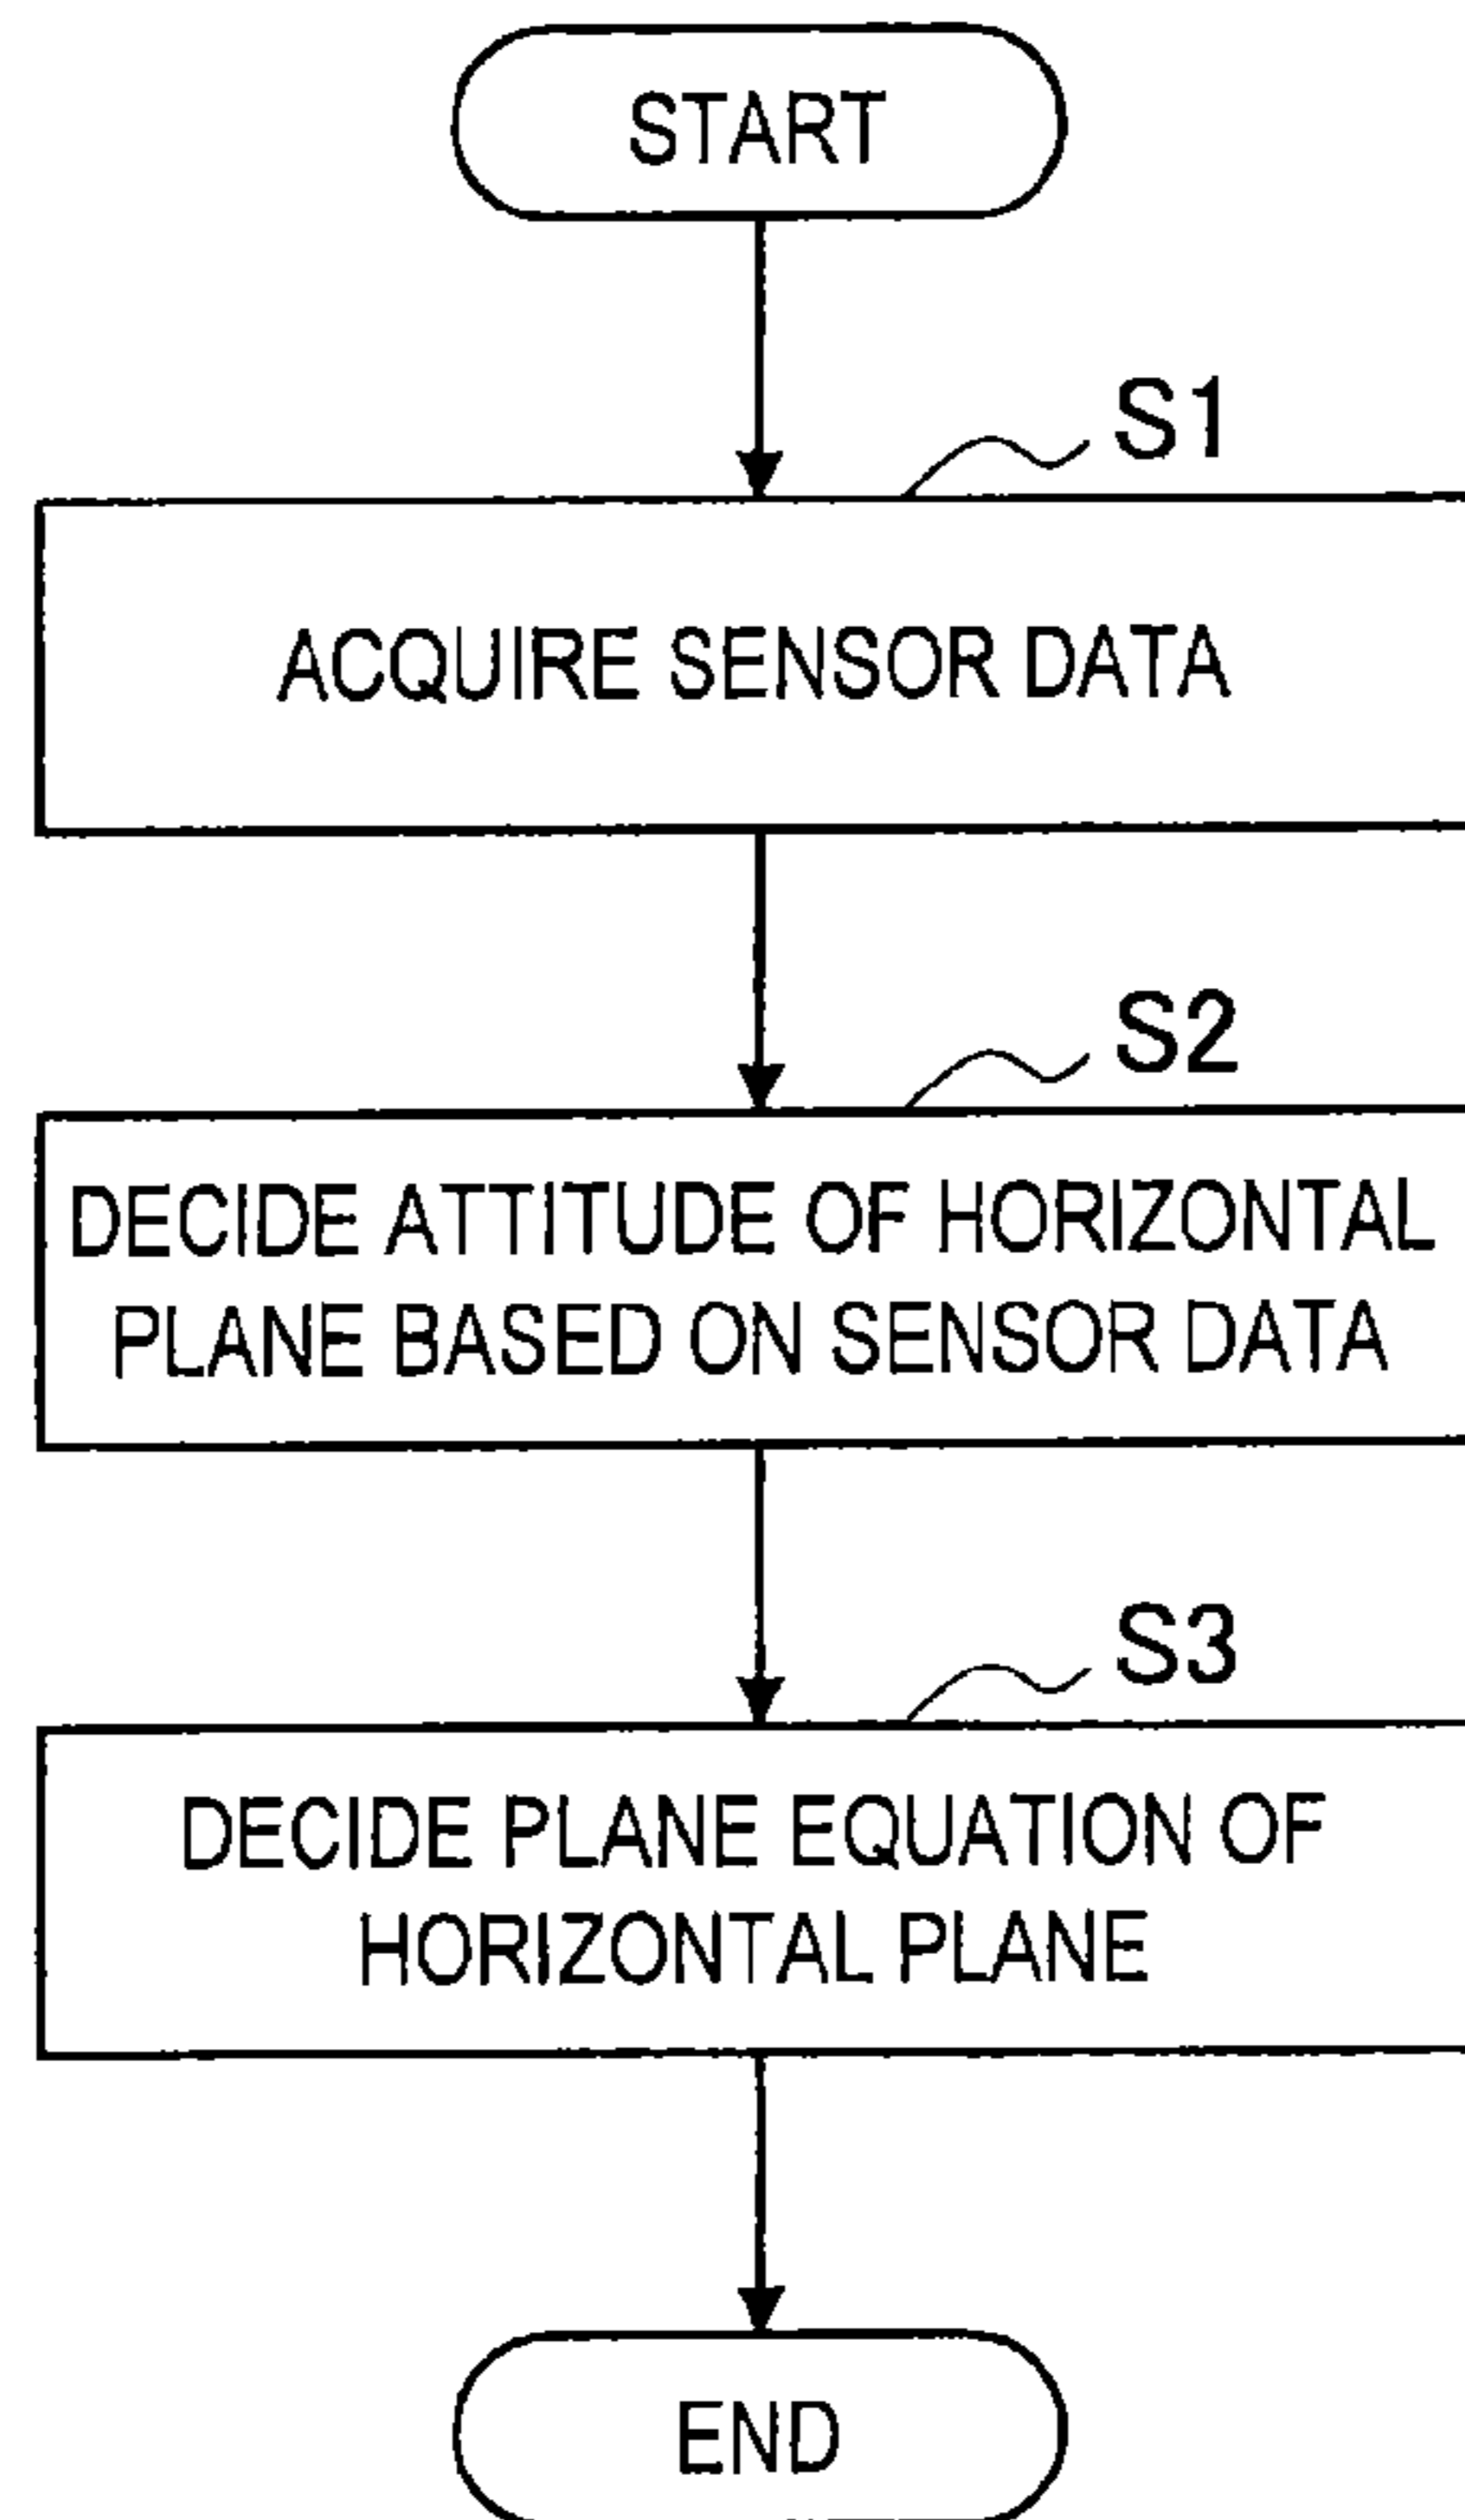 START
S1
ACQUIRE SENSOR DATA
S2
DECIDE ATTITUDE OF HORIZONTAL
PLANE BASED ON SENSOR DATA
S3
DECIDE PLANE EQUATION OF
HORIZONTAL PLANE
END